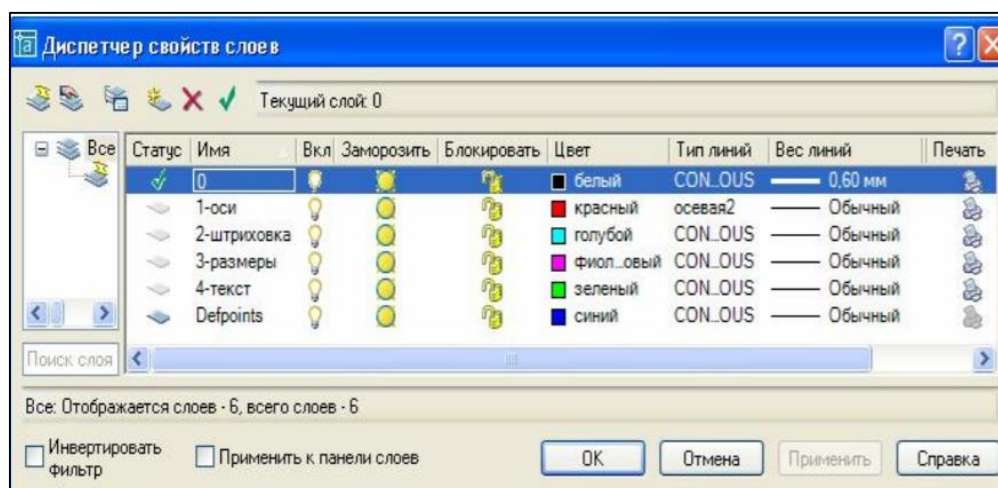 Диспетчер свойств слоев
Текущий слой: 0
Все
Статус Имя Вкл Заморозить Блокировать Цвет Тип линий Вес линий Печать
0 белый CON...OUS 0,60 мм
1-оси красный осевая2 Обычный
2-штриховка голубой CON...OUS Обычный
3-размеры фиол...овый CON...OUS Обычный
4-текст зеленый CON...OUS Обычный
Defpoints синий CON...OUS Обычный
Поиск слоя
Все: Отображается слоев - 6, всего слоев - 6
Инвертировать фильтр
Применить к панели слоев
OK Отмена Применить Справка